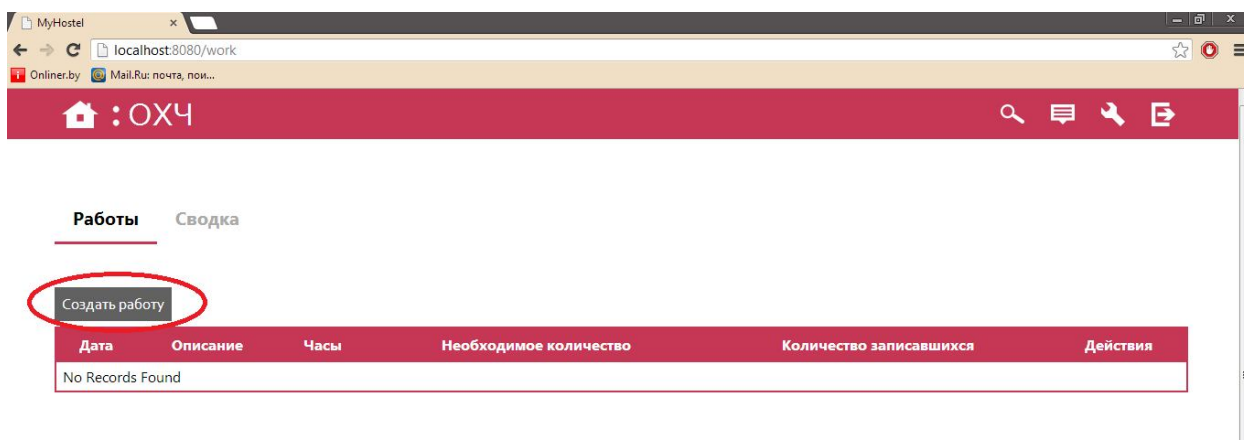 MyHostel
localhost:8080/work
Onliner.by Mail.Ru: почта, пои...
:ОХЧ
Работы Сводка
Создать работу
Дата Описание Часы Необходимое количество Количество записавшихся Действия
No Records Found